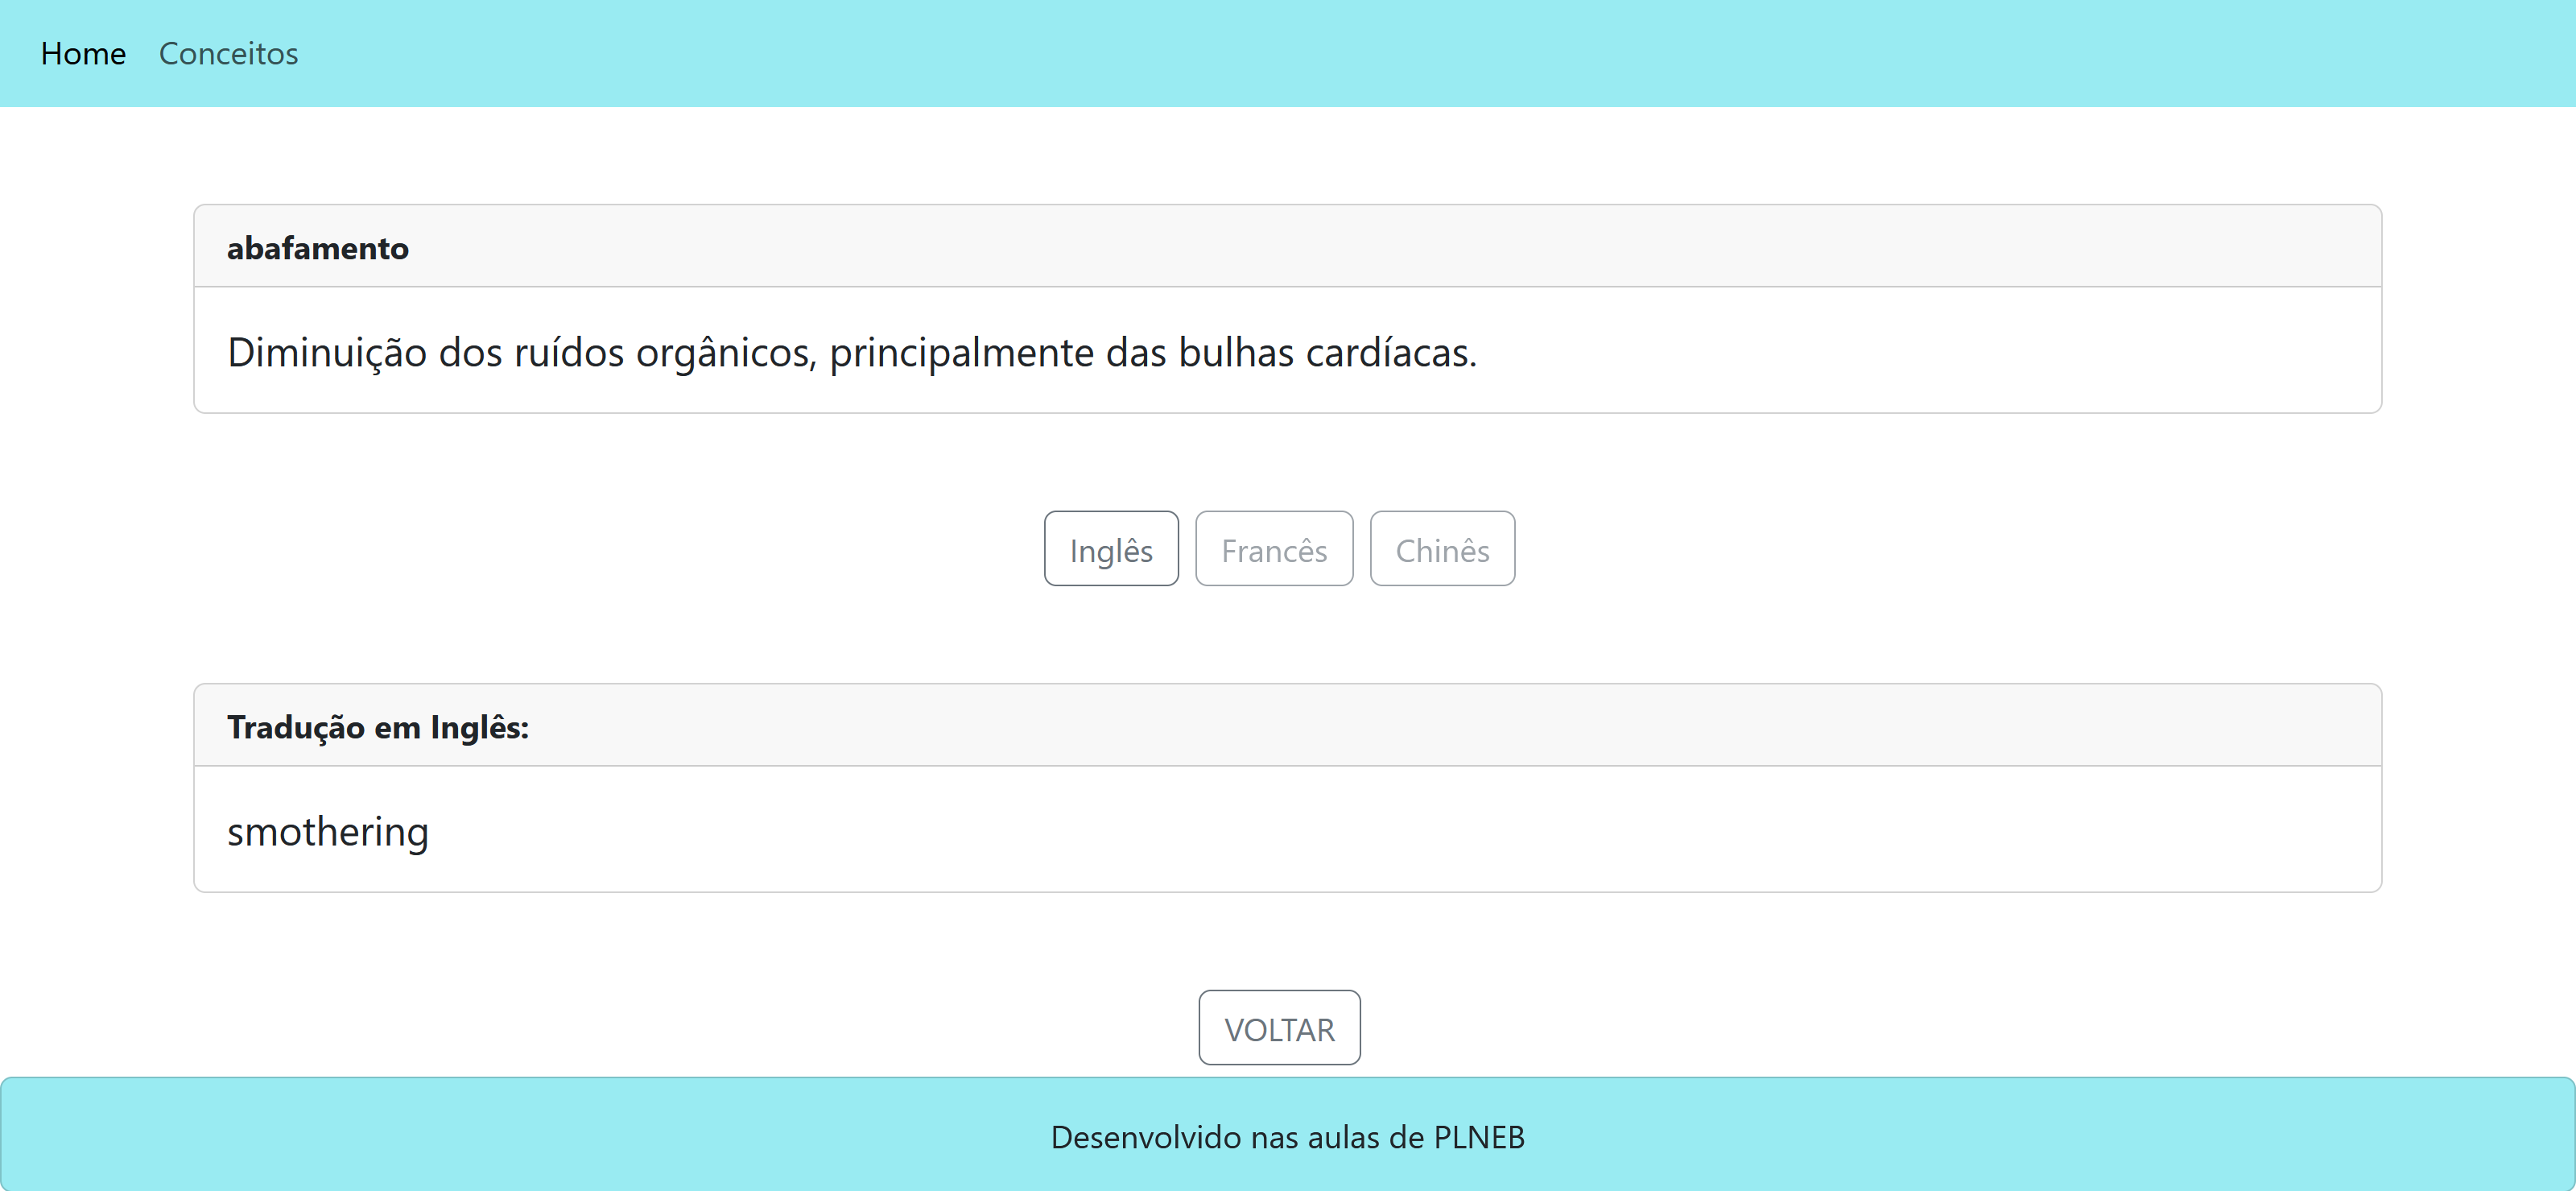 Home Conceitos
abafamento
Diminuição dos ruídos orgânicos, principalmente das bulhas cardíacas.
Inglês Francês Chinês
Tradução em Inglês:
smothering
VOLTAR
Desenvolvido nas aulas de PLNEB